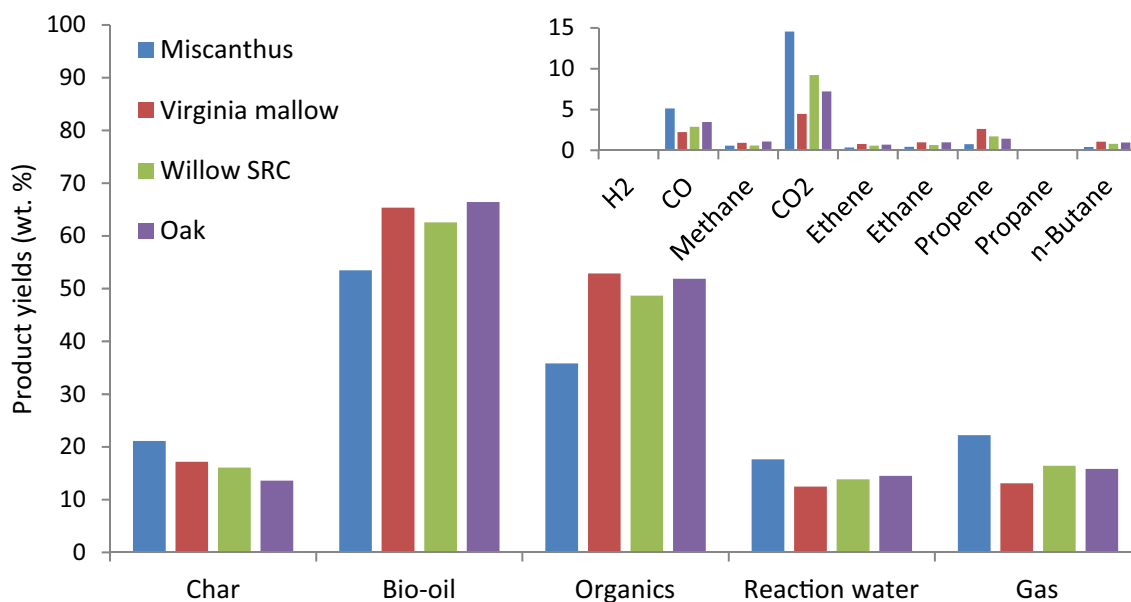 Product yields (wt. %)
100
90
80
70
60
50
40
30
20
10
0
Miscanthus
Virginia mallow
Willow SRC
Oak
15
10
5
0
H2
CO
Methane
CO2
Ethene
Ethane
Propene
Propane
n-Butane
Char
Bio-oil
Organics
Reaction water
Gas